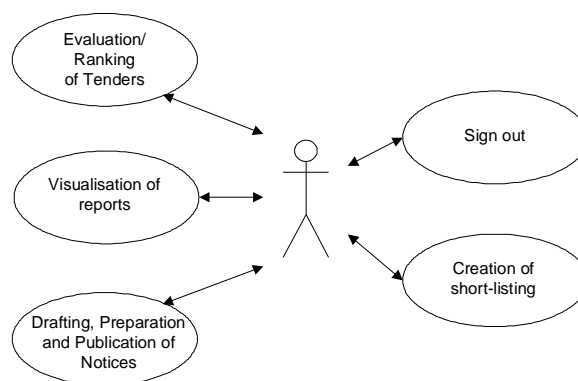 Evaluation/
Ranking
of Tenders
Sign out
Visualisation of
reports
Creation of
short-listing
Drafting, Preparation
and Publication of
Notices